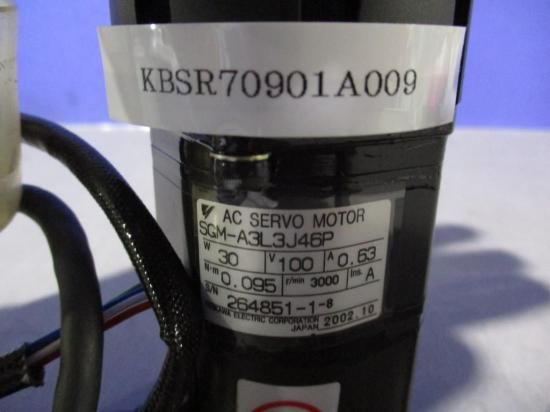 KBSR70901A009
AC SERVO MOTOR
SGM-A3L3J46P
W 30 V 100 A 0.63
N·m 0.095 r/min 3000 Ins. A
S/N 264851-1-8
ELECTRIC CORPORATION
JAPAN 2002.10